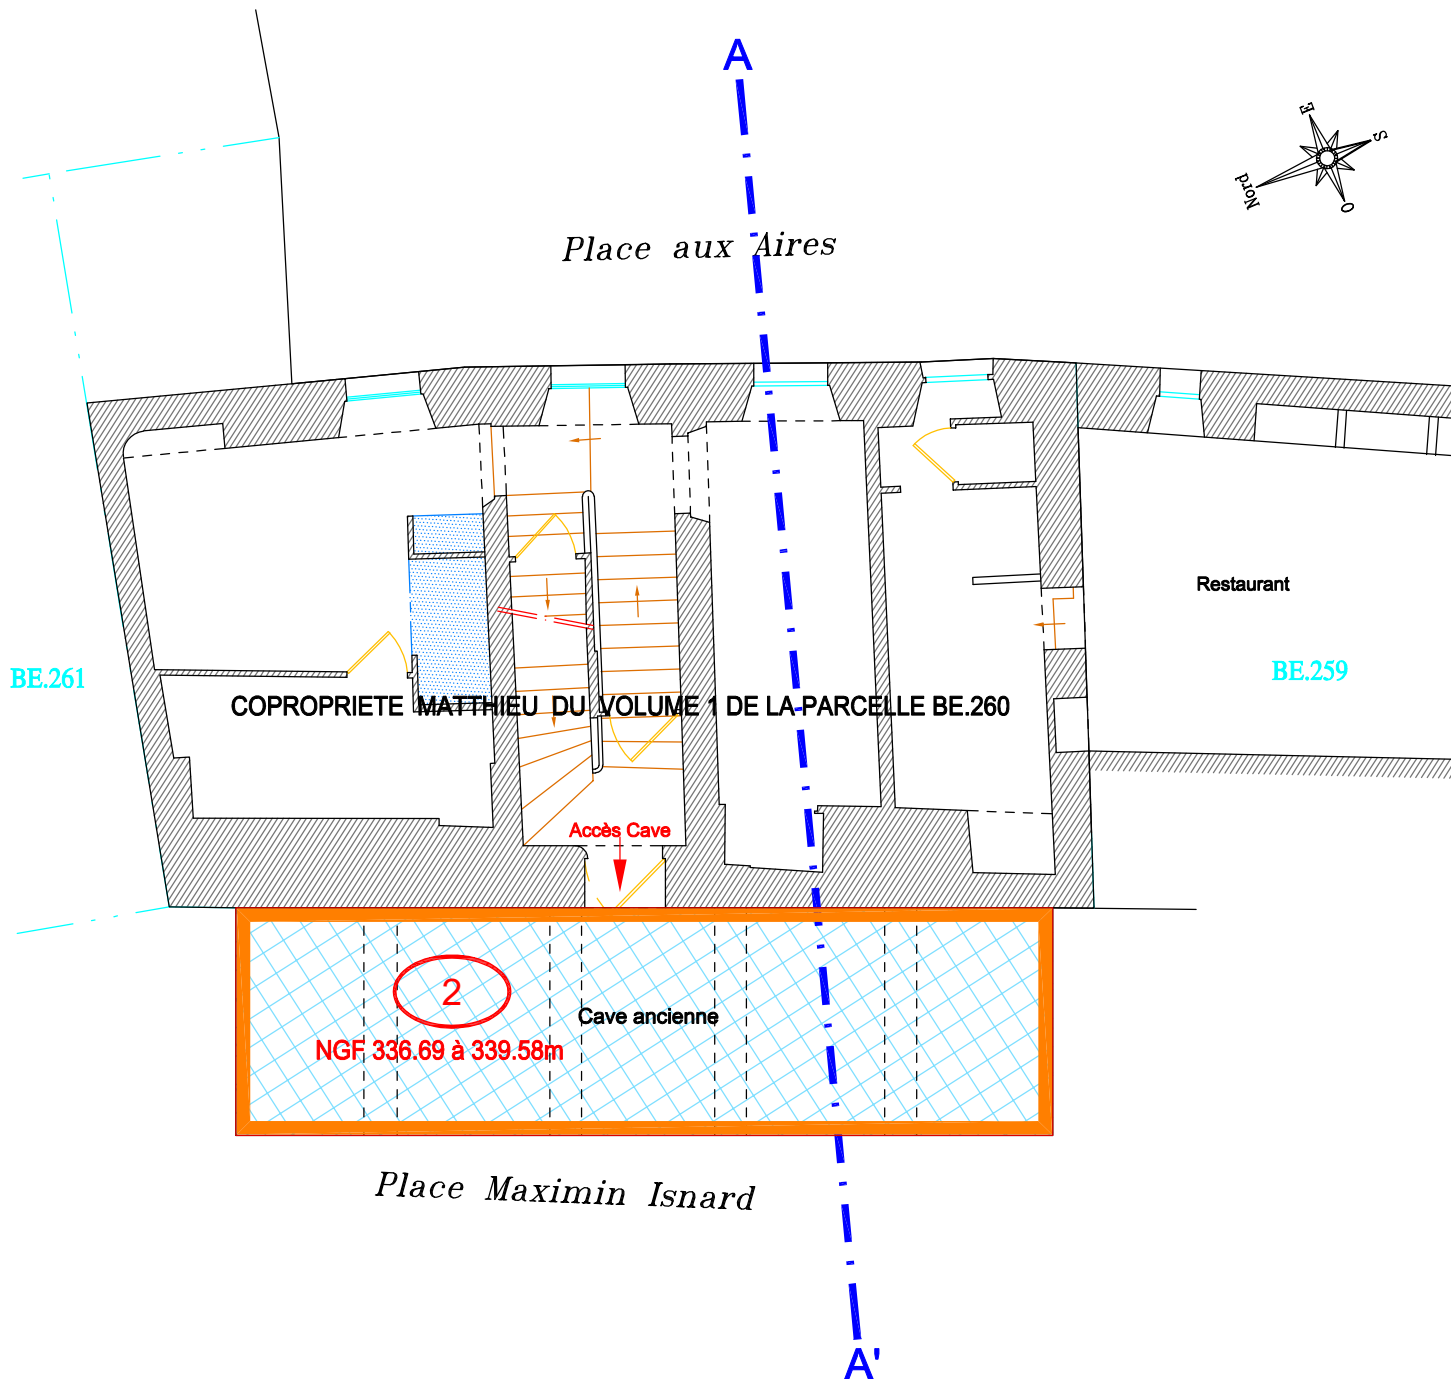 A
E
S
Nord
O
Place aux Aires
Restaurant
BE.261
BE.259
COPROPRIETE MATTHIEU DU VOLUME 1 DE LA PARCELLE BE.260
Accès Cave
2
Cave ancienne
NGF 336.69 à 339.58m
Place Maximin Isnard
A'